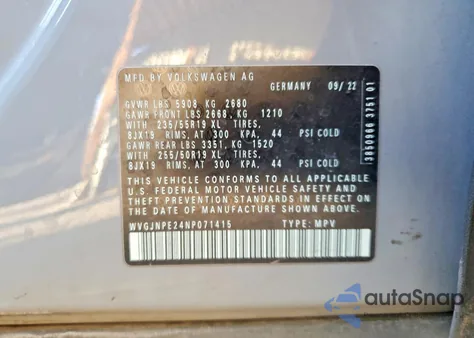 MFD BY VOLKSWAGEN AG
GERMANY 09/22
GVWR LBS 5908 KG 2680
GAWR FRONT LBS 2668 KG 1210
WITH 235/55R19 XL TIRES,
8JX19 RIMS, AT 300 KPA, 44 PSI COLD
GAWR REAR LBS 3351 KG 1520
WITH 255/50R19 XL TIRES,
8JX19 RIMS, AT 300 KPA, 44 PSI COLD
THIS VEHICLE CONFORMS TO ALL APPLICABLE
U.S. FEDERAL MOTOR VEHICLE SAFETY AND
THEFT PREVENTION STANDARDS IN EFFECT ON
THE DATE OF MANUFACTURE SHOWN ABOVE.
WVGJNPE24NP071415 TYPE: MPV
3850966 3751 01
autoSnap